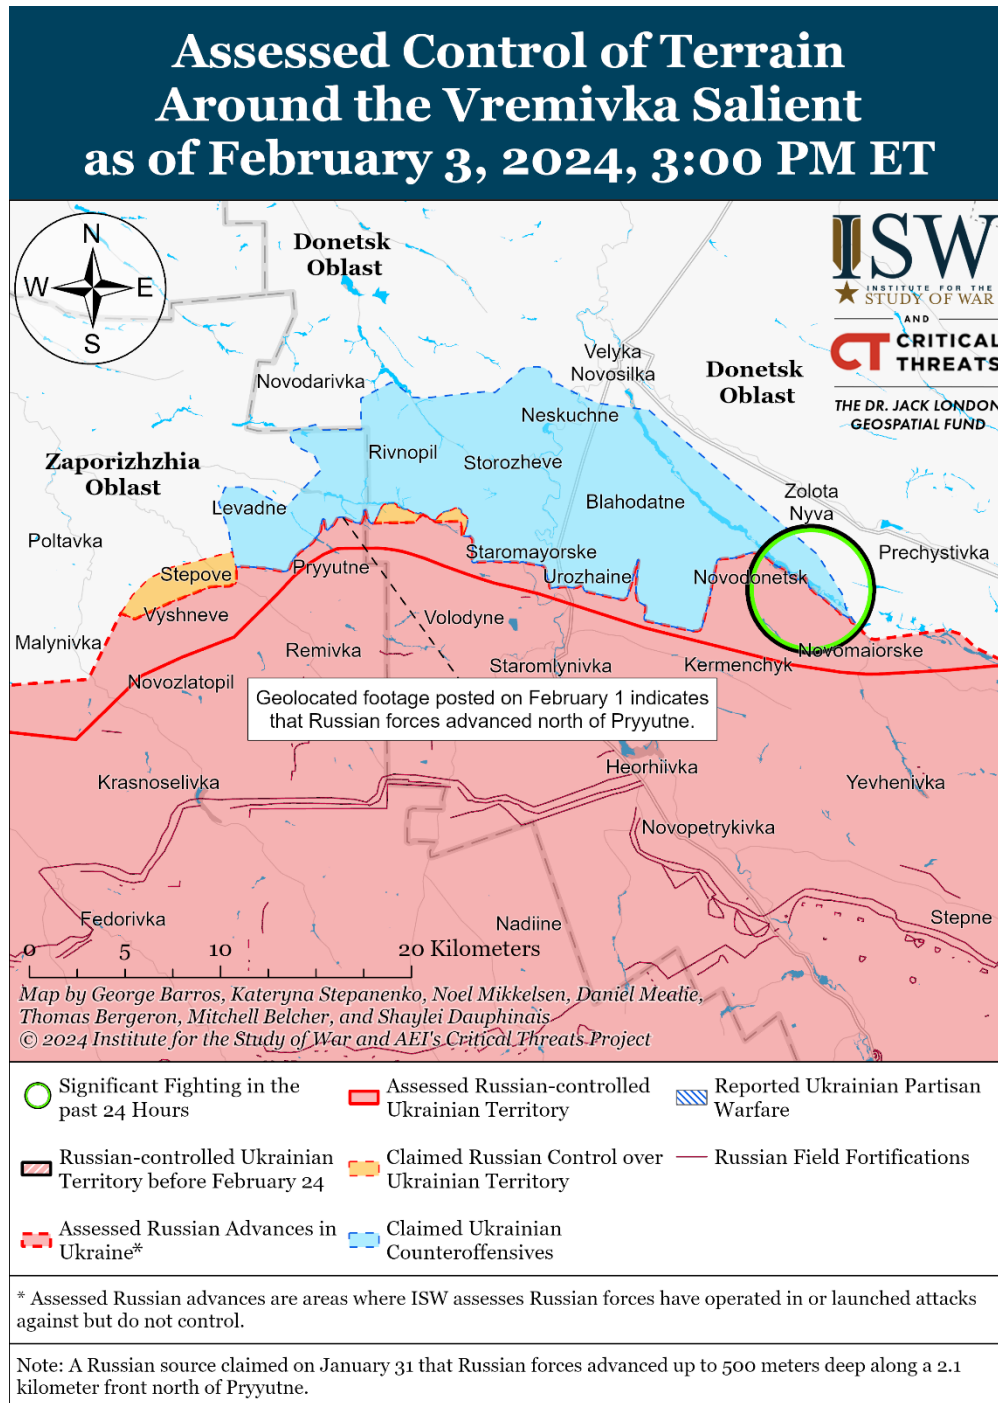 Assessed Control of Terrain
Around the Vremivka Salient
as of February 3, 2024, 3:00 PM ET
N
W
E
S
Donetsk
Oblast
ISW
INSTITUTE FOR THE
STUDY OF WAR
AND
CT CRITICAL
THREATS
THE DR. JACK LONDON
GEOSPATIAL FUND
Velyka
Novosilka
Donetsk
Oblast
Novodarivka
Neskuchne
Rivnopil
Storozheve
Zaporizhzhia
Oblast
Levadne
Blahodatne
Zolota
Nyva
Poltavka
Prechystivka
Staromayorske
Stepove
Pryyutne
Urozhaine
Novodonetsk
Vyshneve
Volodyne
Malynivka
Remivka
Staromlynivka
Kermenchyk
Novomaiorske
Novozlatopil
Geolocated footage posted on February 1 indicates
that Russian forces advanced north of Pryyutne.
Heorhiivka
Krasnoselivka
Yevhenivka
Novopetrykivka
Fedorivka
Nadiine
Stepne
0
5
10
20 Kilometers
Map by George Barros, Kateryna Stepanenko, Noel Mikkelsen, Daniel Mealie,
Thomas Bergeron, Mitchell Belcher, and Shaylei Dauphinais
© 2024 Institute for the Study of War and AEI's Critical Threats Project
Significant Fighting in the
past 24 Hours
Assessed Russian-controlled
Ukrainian Territory
Reported Ukrainian Partisan
Warfare
Russian-controlled Ukrainian
Territory before February 24
Claimed Russian Control over
Ukrainian Territory
Russian Field Fortifications
Assessed Russian Advances in
Ukraine*
Claimed Ukrainian
Counteroffensives
* Assessed Russian advances are areas where ISW assesses Russian forces have operated in or launched attacks
against but do not control.
Note: A Russian source claimed on January 31 that Russian forces advanced up to 500 meters deep along a 2.1
kilometer front north of Pryyutne.